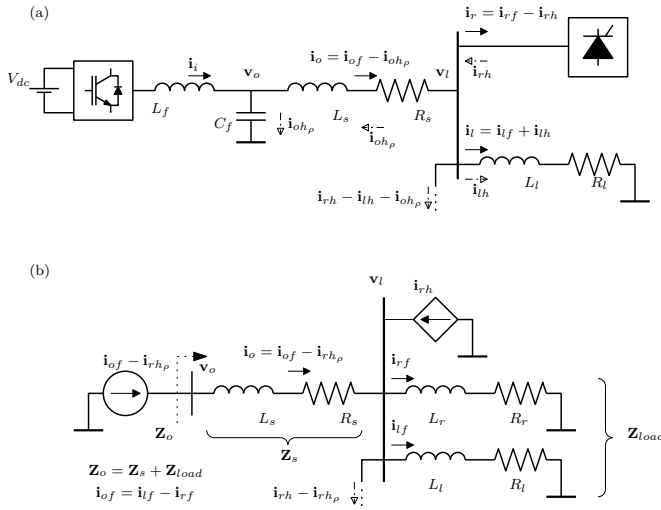 (a)
i_r = i_rf − i_rh
V_dc
i_i
v_o
i_o = i_of − i_ohρ
v_l
i_rh
L_f
C_f
i_ohρ
L_s
i_ohρ
R_s
i_l = i_lf + i_lh
i_rh − i_lh − i_ohρ
i_lh
L_l
R_l
(b)
v_l
i_rh
i_of − i_rhρ
v_o
i_o = i_of − i_rhρ
i_rf
Z_o
L_s
R_s
L_r
R_r
Z_s
i_lf
Z_load
Z_o = Z_s + Z_load
i_of = i_lf − i_rf
i_rh − i_rhρ
L_l
R_l